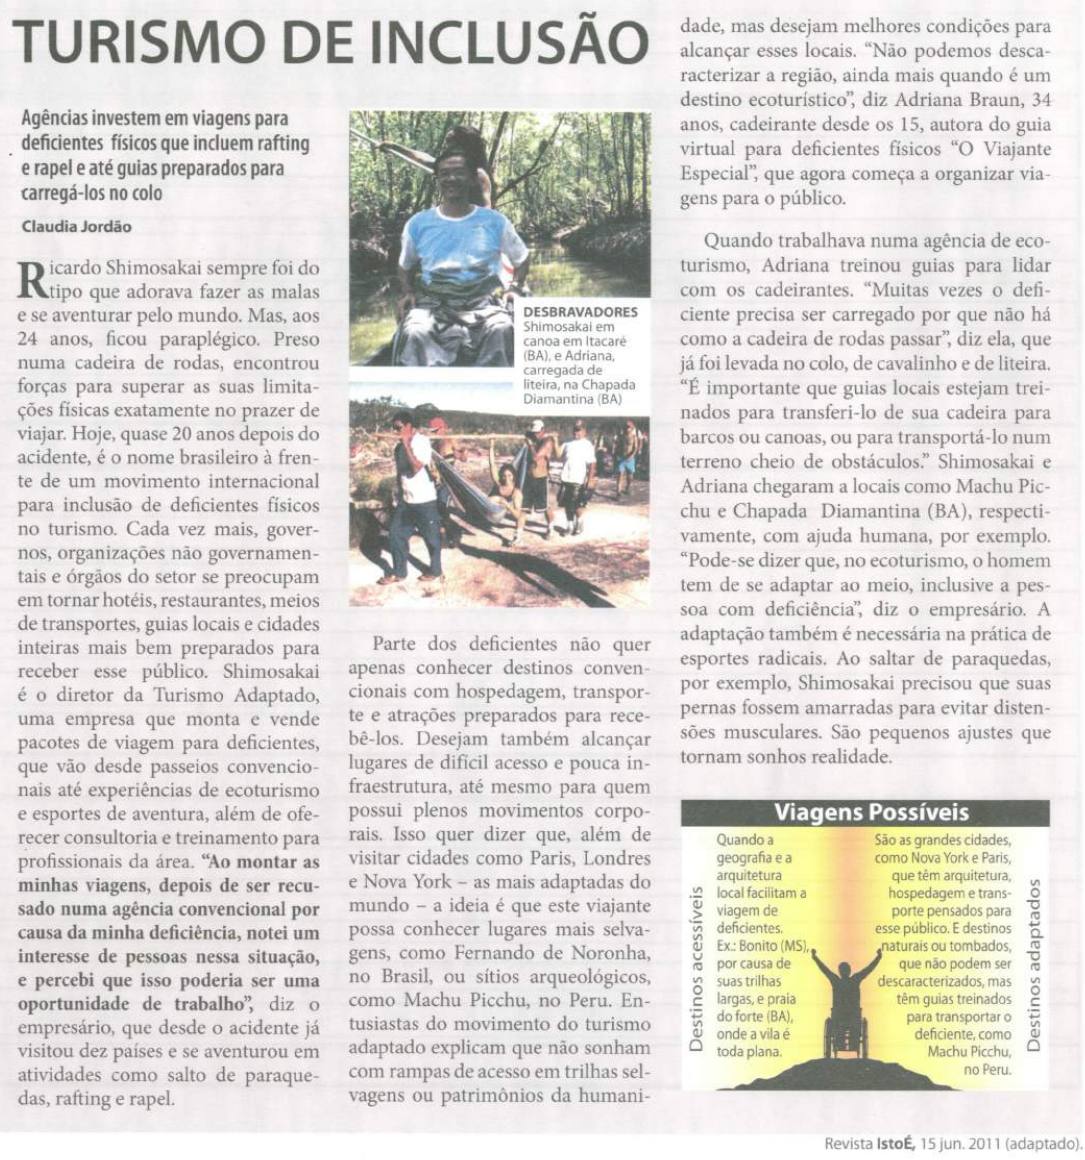 TURISMO DE INCLUSÃO
Agências investem em viagens para
deficientes físicos que incluem rafting
e rapel e até guias preparados para
carregá-los no colo
Claudia Jordão
Ricardo Shimosakai sempre foi do
tipo que adorava fazer as malas
e se aventurar pelo mundo. Mas, aos
24 anos, ficou paraplégico. Preso
numa cadeira de rodas, encontrou
forças para superar as suas limita-
ções físicas exatamente no prazer de
viajar. Hoje, quase 20 anos depois do
acidente, é o nome brasileiro à fren-
te de um movimento internacional
para inclusão de deficientes físicos
no turismo. Cada vez mais, gover-
nos, organizações não governamen-
tais e órgãos do setor se preocupam
em tornar hotéis, restaurantes, meios
de transportes, guias locais e cidades
inteiras mais bem preparados para
receber esse público. Shimosakai
é o diretor da Turismo Adaptado,
uma empresa que monta e vende
pacotes de viagem para deficientes,
que vão desde passeios convencio-
nais até experiências de ecoturismo
e esportes de aventura, além de ofe-
recer consultoria e treinamento para
profissionais da área. “Ao montar as
minhas viagens, depois de ser recu-
sado numa agência convencional por
causa da minha deficiência, notei um
interesse de pessoas nessa situação,
e percebi que isso poderia ser uma
oportunidade de trabalho”, diz o
empresário, que desde o acidente já
visitou dez países e se aventurou em
atividades como salto de paraque-
das, rafting e rapel.
DESBRAVADORES
Shimosakai em
canoa em Itacaré
(BA), e Adriana,
carregada de
liteira, na Chapada
Diamantina (BA)
Parte dos deficientes não quer
apenas conhecer destinos conven-
cionais com hospedagem, transpor-
te e atrações preparados para rece-
bê-los. Desejam também alcançar
lugares de difícil acesso e pouca in-
fraestrutura, até mesmo para quem
possui plenos movimentos corpo-
rais. Isso quer dizer que, além de
visitar cidades como Paris, Londres
e Nova York – as mais adaptadas do
mundo – a ideia é que este viajante
possa conhecer lugares mais selva-
gens, como Fernando de Noronha,
no Brasil, ou sítios arqueológicos,
como Machu Picchu, no Peru. En-
tusiastas do movimento do turismo
adaptado explicam que não sonham
com rampas de acesso em trilhas sel-
vagens ou patrimônios da humani-
dade, mas desejam melhores condições para
alcançar esses locais. “Não podemos desca-
racterizar a região, ainda mais quando é um
destino ecoturístico”, diz Adriana Braun, 34
anos, cadeirante desde os 15, autora do guia
virtual para deficientes físicos “O Viajante
Especial”, que agora começa a organizar via-
gens para o público.
Quando trabalhava numa agência de eco-
turismo, Adriana treinou guias para lidar
com os cadeirantes. “Muitas vezes o defi-
ciente precisa ser carregado por que não há
como a cadeira de rodas passar”, diz ela, que
já foi levada no colo, de cavalinho e de liteira.
“É importante que guias locais estejam trei-
nados para transferi-lo de sua cadeira para
barcos ou canoas, ou para transportá-lo num
terreno cheio de obstáculos.” Shimosakai e
Adriana chegaram a locais como Machu Pic-
chu e Chapada Diamantina (BA), respecti-
vamente, com ajuda humana, por exemplo.
“Pode-se dizer que, no ecoturismo, o homem
tem de se adaptar ao meio, inclusive a pes-
soa com deficiência”, diz o empresário. A
adaptação também é necessária na prática de
esportes radicais. Ao saltar de paraquedas,
por exemplo, Shimosakai precisou que suas
pernas fossem amarradas para evitar disten-
sões musculares. São pequenos ajustes que
tornam sonhos realidade.
Viagens Possíveis
Destinos acessíveis
Quando a
geografia e a
arquitetura
local facilitam a
viagem de
deficientes.
Ex.: Bonito (MS),
por causa de
suas trilhas
largas, e praia
do forte (BA),
onde a vila é
toda plana.
São as grandes cidades,
como Nova York e Paris,
que têm arquitetura,
hospedagem e trans-
porte pensados para
esse público. E destinos
naturais ou tombados,
que não podem ser
descaracterizados, mas
têm guias treinados
para transportar o
deficiente, como
Machu Picchu,
no Peru.
Destinos adaptados
Revista IstoÉ, 15 jun. 2011 (adaptado).